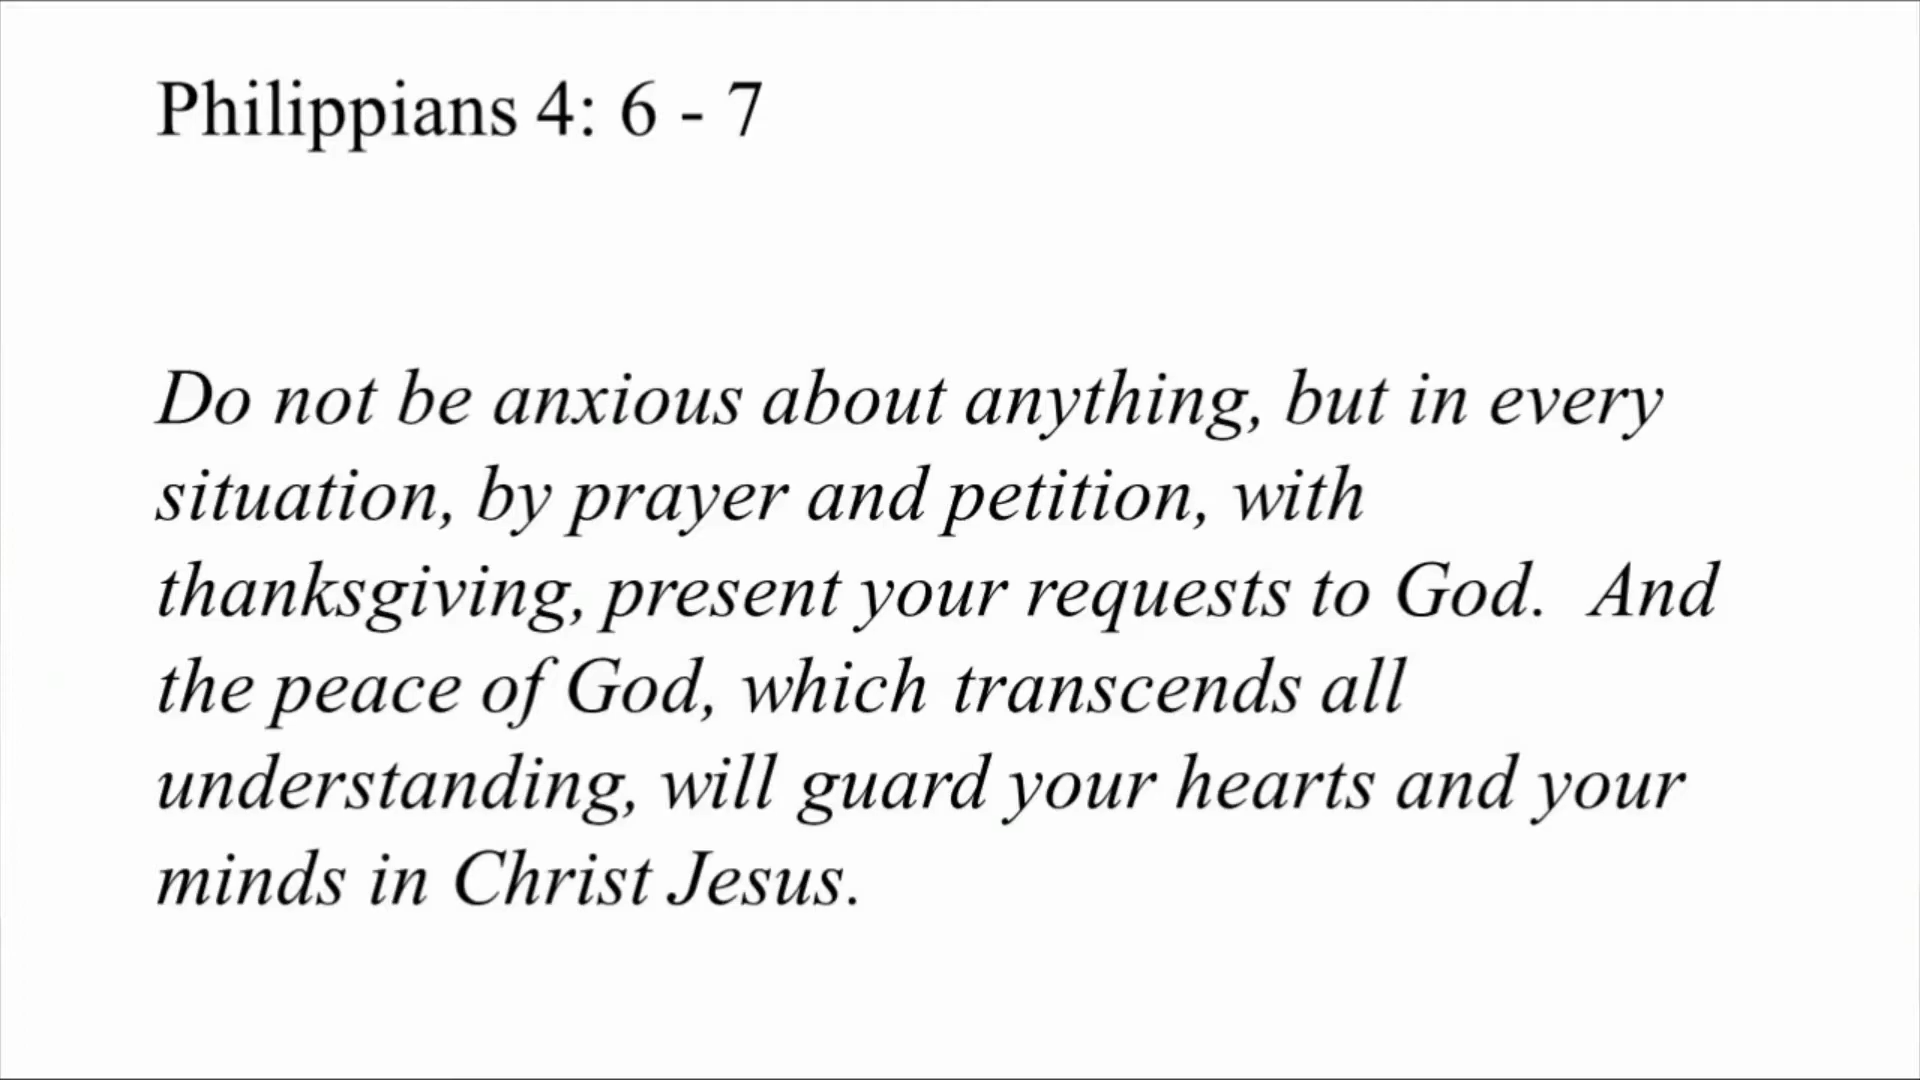 Philippians 4: 6 - 7
Do not be anxious about anything, but in every
situation, by prayer and petition, with
thanksgiving, present your requests to God.  And
the peace of God, which transcends all
understanding, will guard your hearts and your
minds in Christ Jesus.